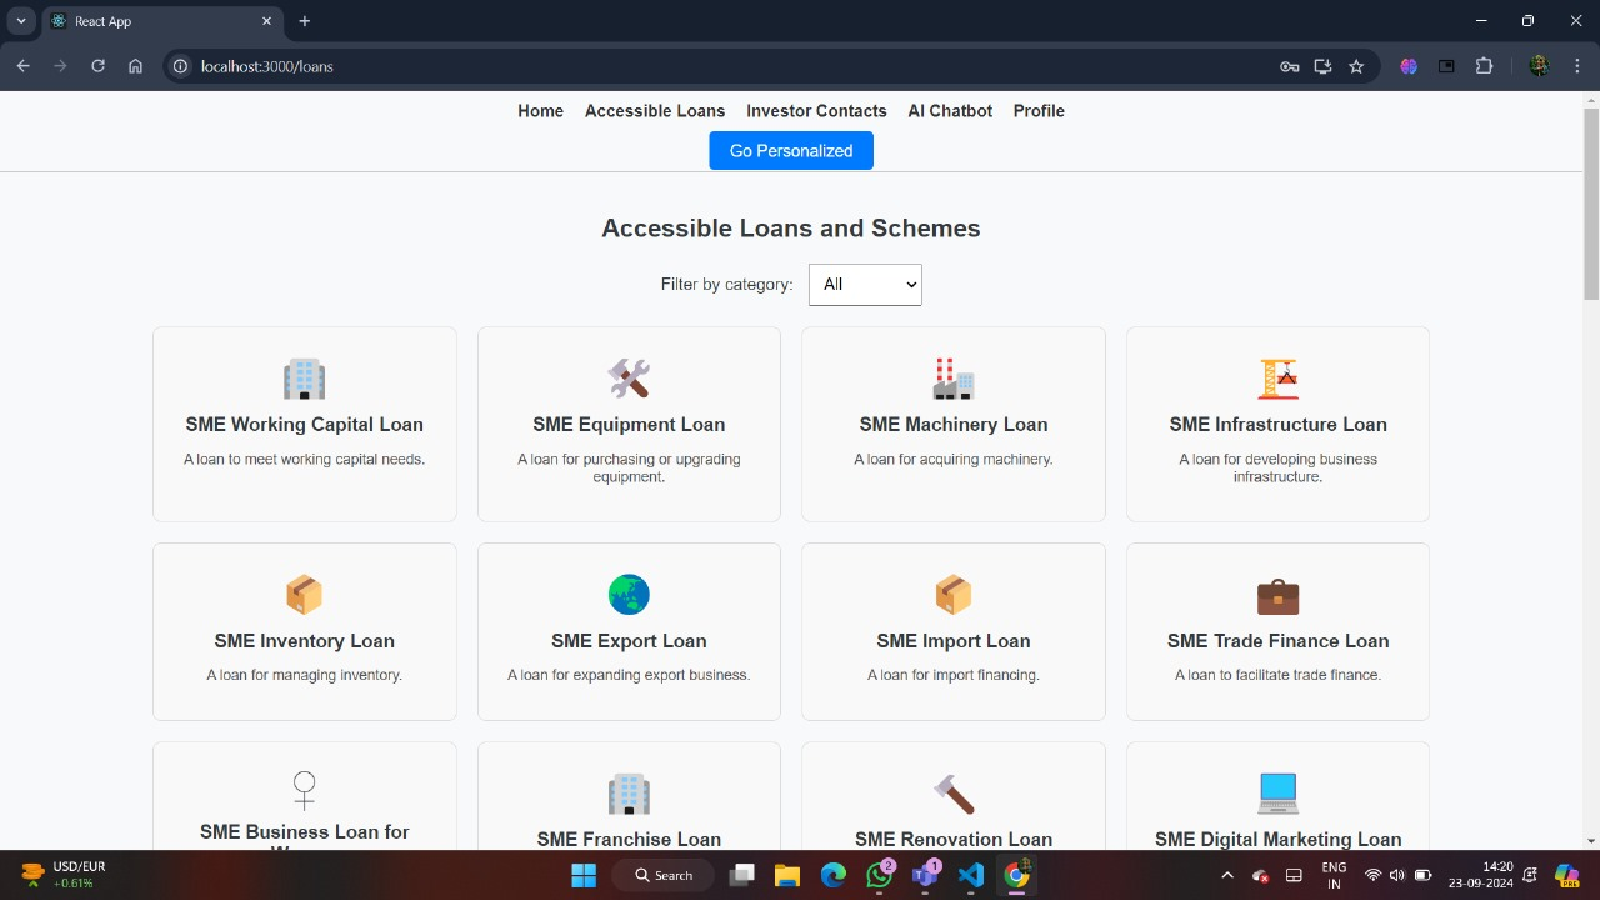 React App
localhost:3000/loans
Home Accessible Loans Investor Contacts AI Chatbot Profile
Go Personalized
Accessible Loans and Schemes
Filter by category: All
SME Working Capital Loan
A loan to meet working capital needs.
SME Equipment Loan
A loan for purchasing or upgrading
equipment.
SME Machinery Loan
A loan for acquiring machinery.
SME Infrastructure Loan
A loan for developing business
infrastructure.
SME Inventory Loan
A loan for managing inventory.
SME Export Loan
A loan for expanding export business.
SME Import Loan
A loan for import financing.
SME Trade Finance Loan
A loan to facilitate trade finance.
SME Business Loan for
SME Franchise Loan
SME Renovation Loan
SME Digital Marketing Loan
USD/EUR
+0.61%
Search
2
1
ENG
IN
14:20
23-09-2024
PRE